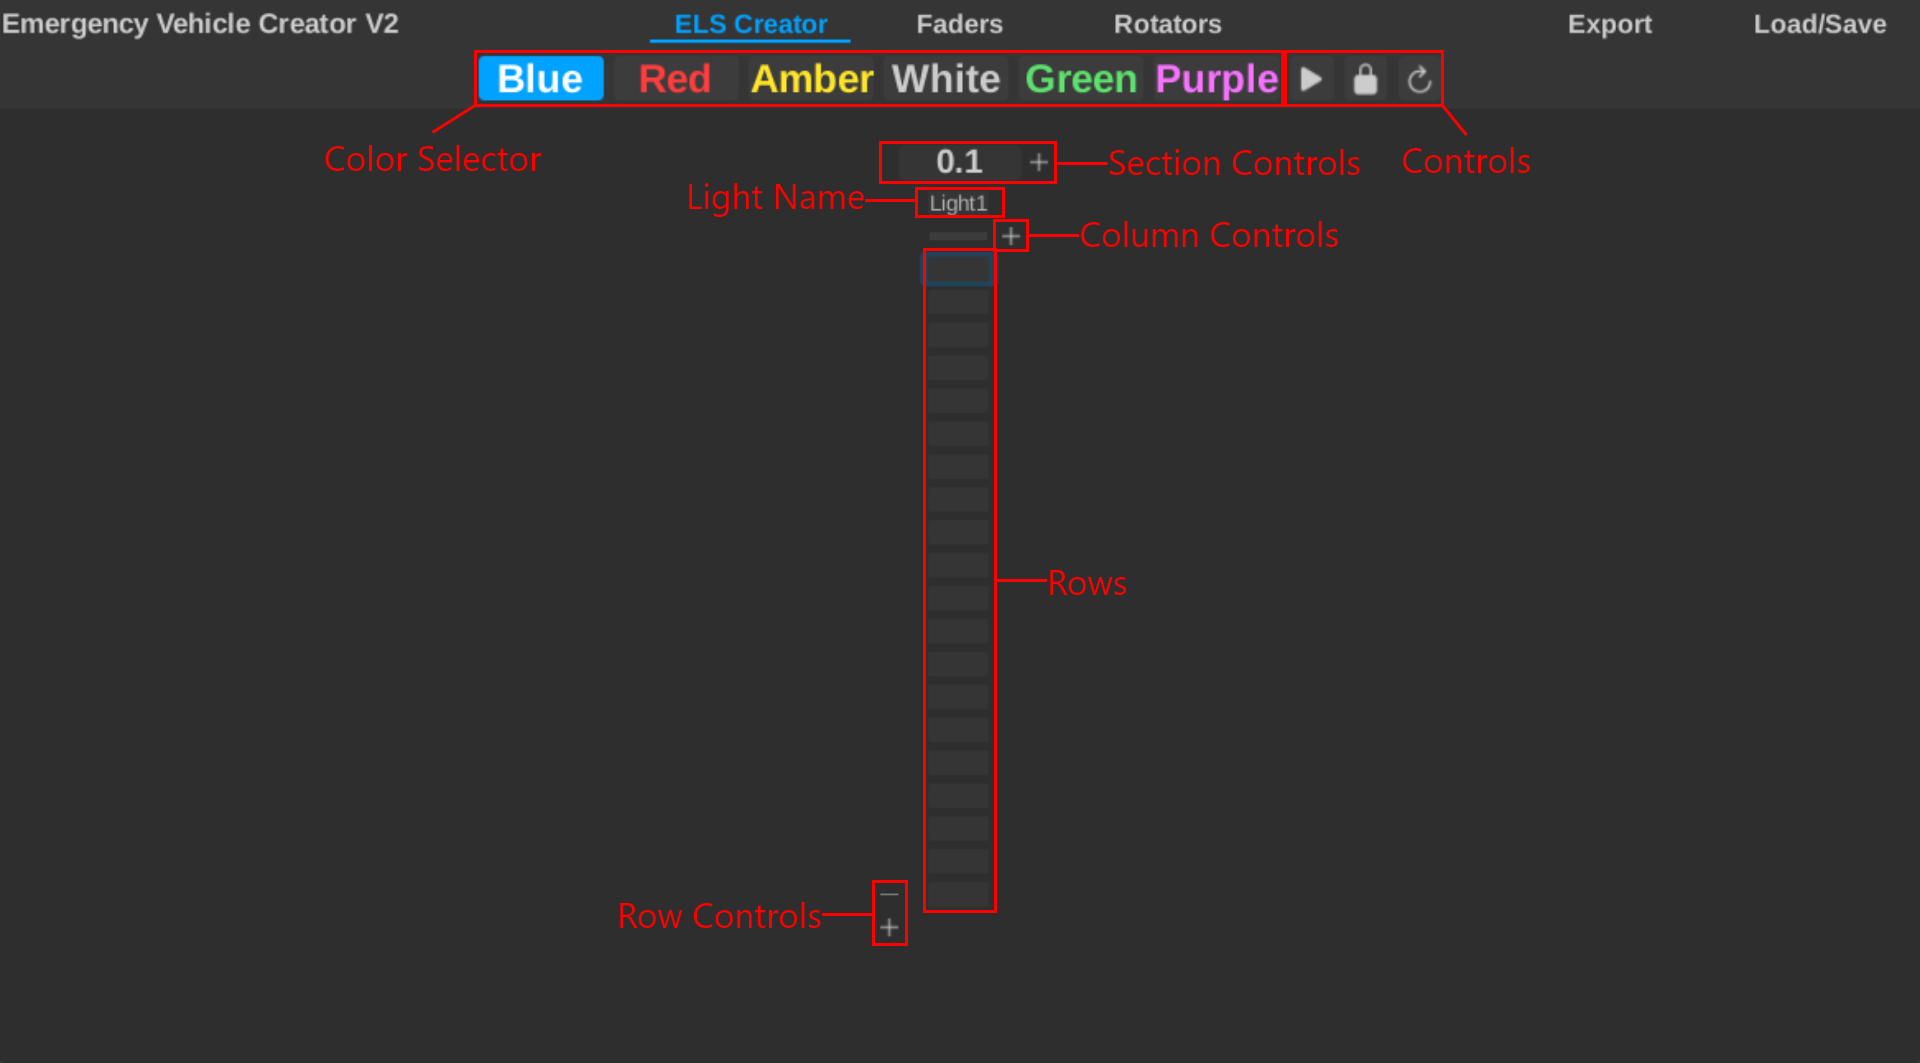 Emergency Vehicle Creator V2 ELS Creator Faders Rotators Export Load/Save
Blue Red Amber White Green Purple
Color Selector
0.1 +
Section Controls
Controls
Light Name
Light1
+
Column Controls
Rows
Row Controls
−
+